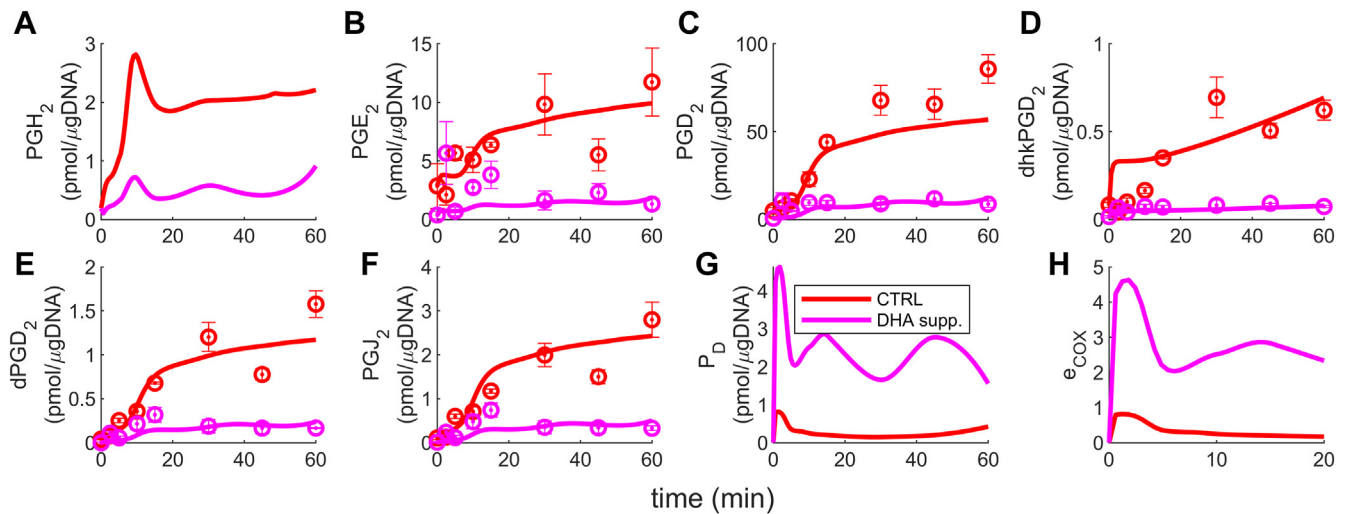 A
PGH2
(pmol/μgDNA)
3
2
1
0
0 20 40 60
B
PGE2
(pmol/μgDNA)
15
10
5
0
0 20 40 60
C
PGD2
(pmol/μgDNA)
100
50
0
0 20 40 60
D
dhkPGD2
(pmol/μgDNA)
1
0.5
0
0 20 40 60
E
dPGD2
(pmol/μgDNA)
2
1.5
1
0.5
0
0 20 40 60
F
PGJ2
(pmol/μgDNA)
4
3
2
1
0
0 20 40 60
G
PD
(pmol/μgDNA)
4
3
2
1
0
0 20 40 60
CTRL
DHA supp.
H
eCOX
5
4
3
2
1
0
0 10 20
time (min)